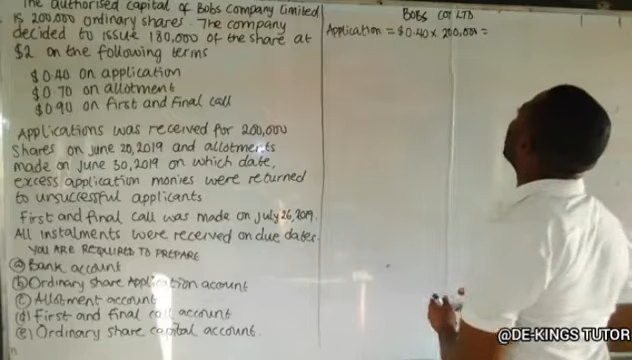 The authorised capital of Bobs Company Limited
is 200,000 ordinary shares. The company
decided to issue 180,000 of the share at
$2 on the following terms
$0.40 on application
$0.70 on allotment
$0.90 on first and final call
Applications was received for 200,000
shares on June 20, 2019 and allotments
made on June 30, 2019 on which date,
excess application monies were returned
to unsuccessful applicants
First and final call was made on July 26, 2019.
All instalments were received on due dates.
YOU ARE REQUIRED TO PREPARE
(a) Bank account
(b) Ordinary share Application acount
(c) Allotment account
(d) First and final call account
(e) Ordinary share capital account.
BOBS CO. LTD
Application = $0.40 × 200,000 =
@DE-KINGS TUTOR